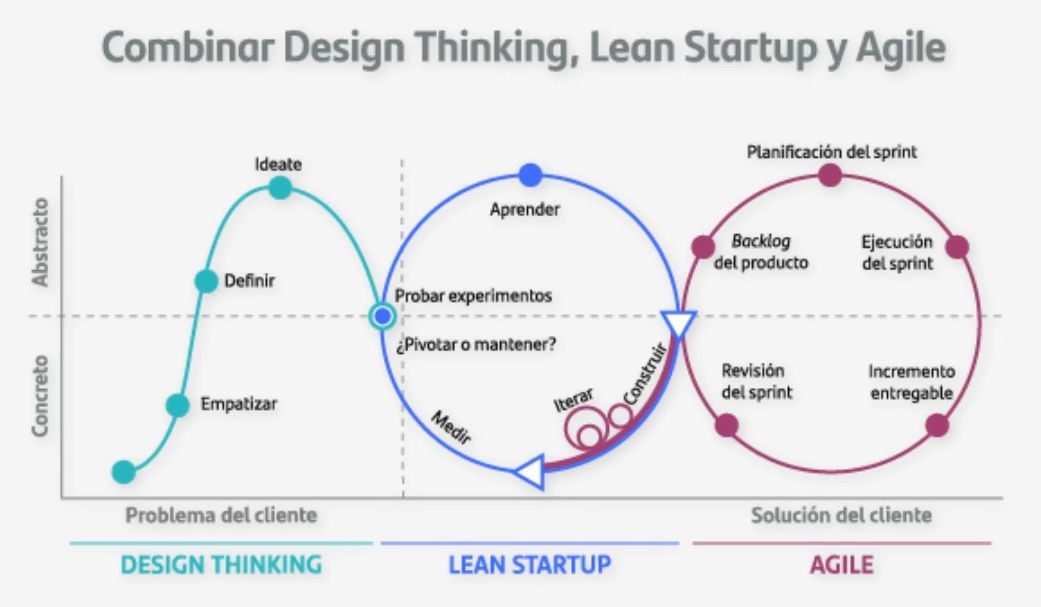 Combinar Design Thinking, Lean Startup y Agile
Abstracto
Concreto
Ideate
Definir
Empatizar
Aprender
Probar experimentos
¿Pivotar o mantener?
Medir
Iterar
Construir
Planificación del sprint
Backlog
del producto
Ejecución
del sprint
Revisión
del sprint
Incremento
entregable
Problema del cliente
Solución del cliente
DESIGN THINKING
LEAN STARTUP
AGILE